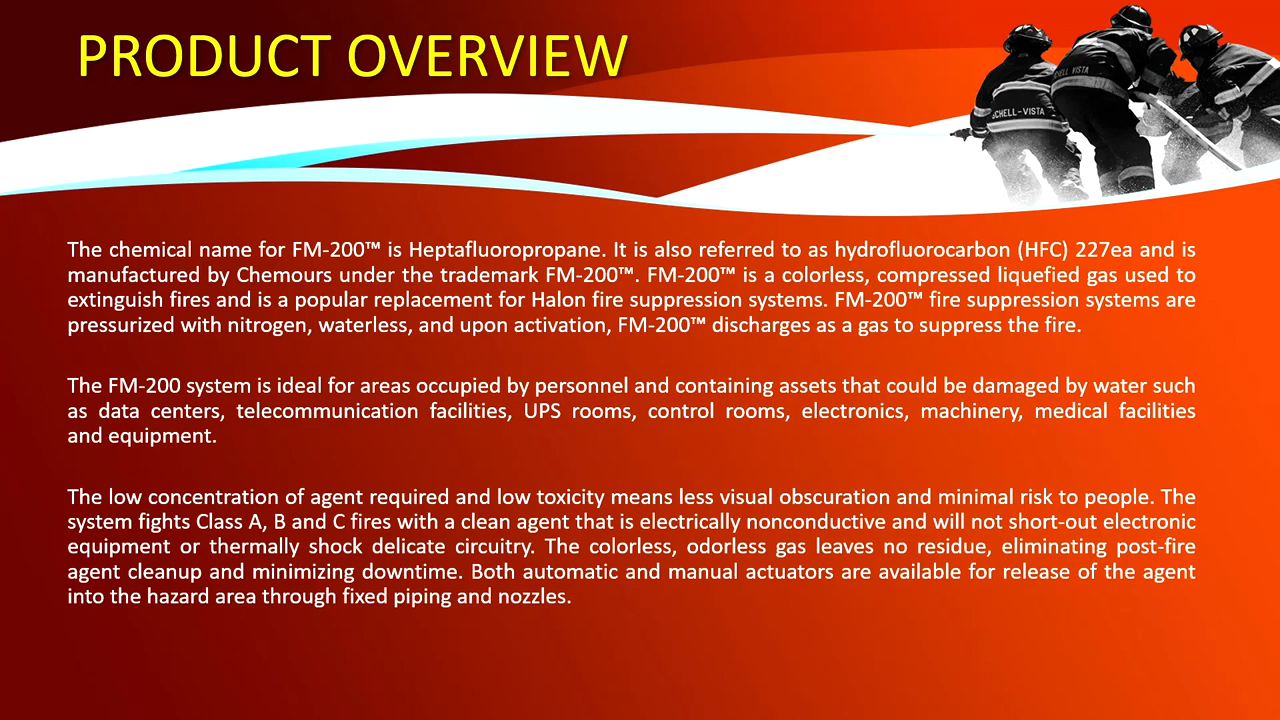 PRODUCT OVERVIEW
SCHELL VISTA
SCHELL-VISTA
The chemical name for FM-200™ is Heptafluoropropane. It is also referred to as hydrofluorocarbon (HFC) 227ea and is
manufactured by Chemours under the trademark FM-200™. FM-200™ is a colorless, compressed liquefied gas used to
extinguish fires and is a popular replacement for Halon fire suppression systems. FM-200™ fire suppression systems are
pressurized with nitrogen, waterless, and upon activation, FM-200™ discharges as a gas to suppress the fire.
The FM-200 system is ideal for areas occupied by personnel and containing assets that could be damaged by water such
as data centers, telecommunication facilities, UPS rooms, control rooms, electronics, machinery, medical facilities
and equipment.
The low concentration of agent required and low toxicity means less visual obscuration and minimal risk to people. The
system fights Class A, B and C fires with a clean agent that is electrically nonconductive and will not short-out electronic
equipment or thermally shock delicate circuitry. The colorless, odorless gas leaves no residue, eliminating post-fire
agent cleanup and minimizing downtime. Both automatic and manual actuators are available for release of the agent
into the hazard area through fixed piping and nozzles.